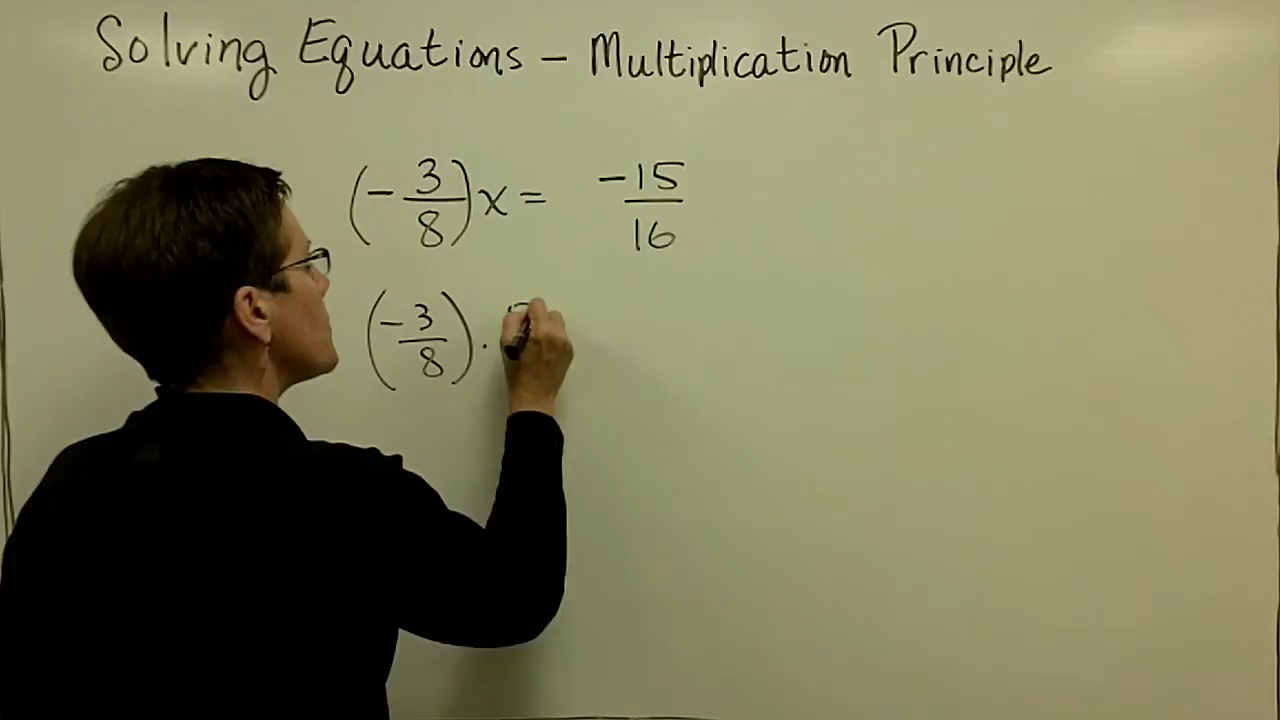 Solving Equations - Multiplication Principle
(-3/8)x = -15/16
(-3/8) ·